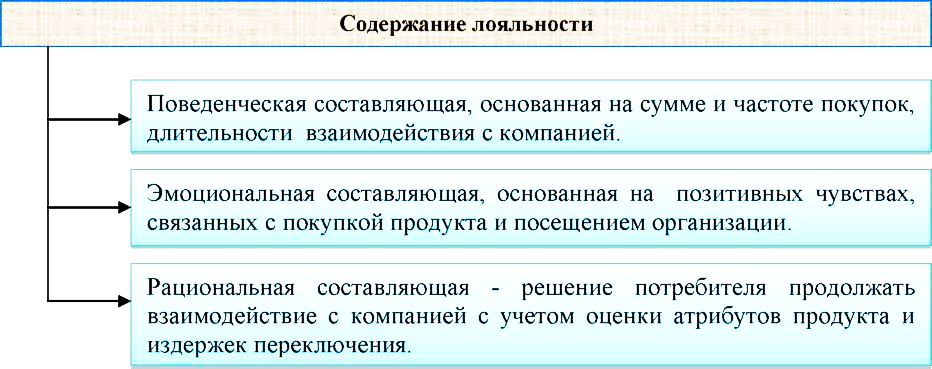 Содержание лояльности
Поведенческая составляющая, основанная на сумме и частоте покупок,
длительности взаимодействия с компанией.
Эмоциональная составляющая, основанная на позитивных чувствах,
связанных с покупкой продукта и посещением организации.
Рациональная составляющая - решение потребителя продолжать
взаимодействие с компанией с учетом оценки атрибутов продукта и
издержек переключения.